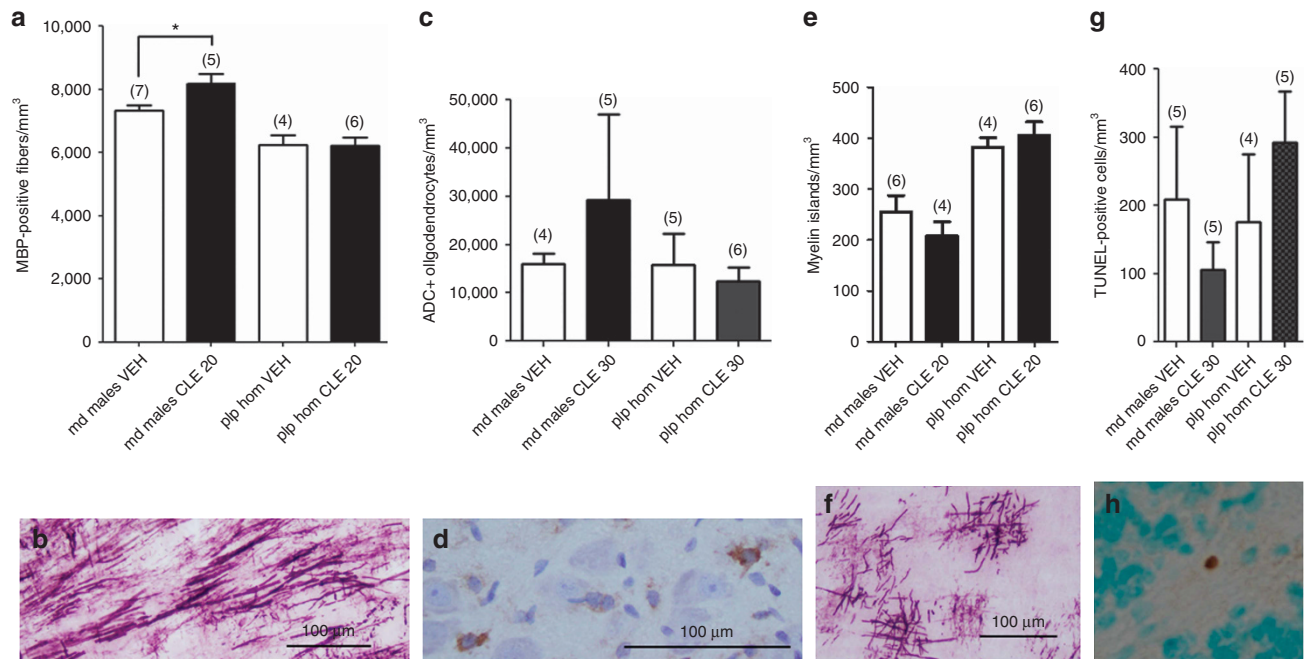 a
MBP-positive fibers/mm³
10,000
8,000
6,000
4,000
2,000
0
*
(7)
(5)
(4)
(6)
md males VEH
md males CLE 20
plp hom VEH
plp hom CLE 20
c
ADC+ olgodendrocytes/mm³
50,000
40,000
30,000
20,000
10,000
0
(4)
(5)
(5)
(6)
md males VEH
md males CLE 30
plp hom VEH
plp hom CLE 30
e
Myelin islands/mm³
500
400
300
200
100
0
(6)
(4)
(4)
(6)
md males VEH
md males CLE 20
plp hom VEH
plp hom CLE 20
g
TUNEL-positive cells/mm³
400
300
200
100
0
(5)
(5)
(4)
(5)
md males VEH
md males CLE 30
plp hom VEH
plp hom CLE 30
b
100 µm
d
100 µm
f
100 µm
h